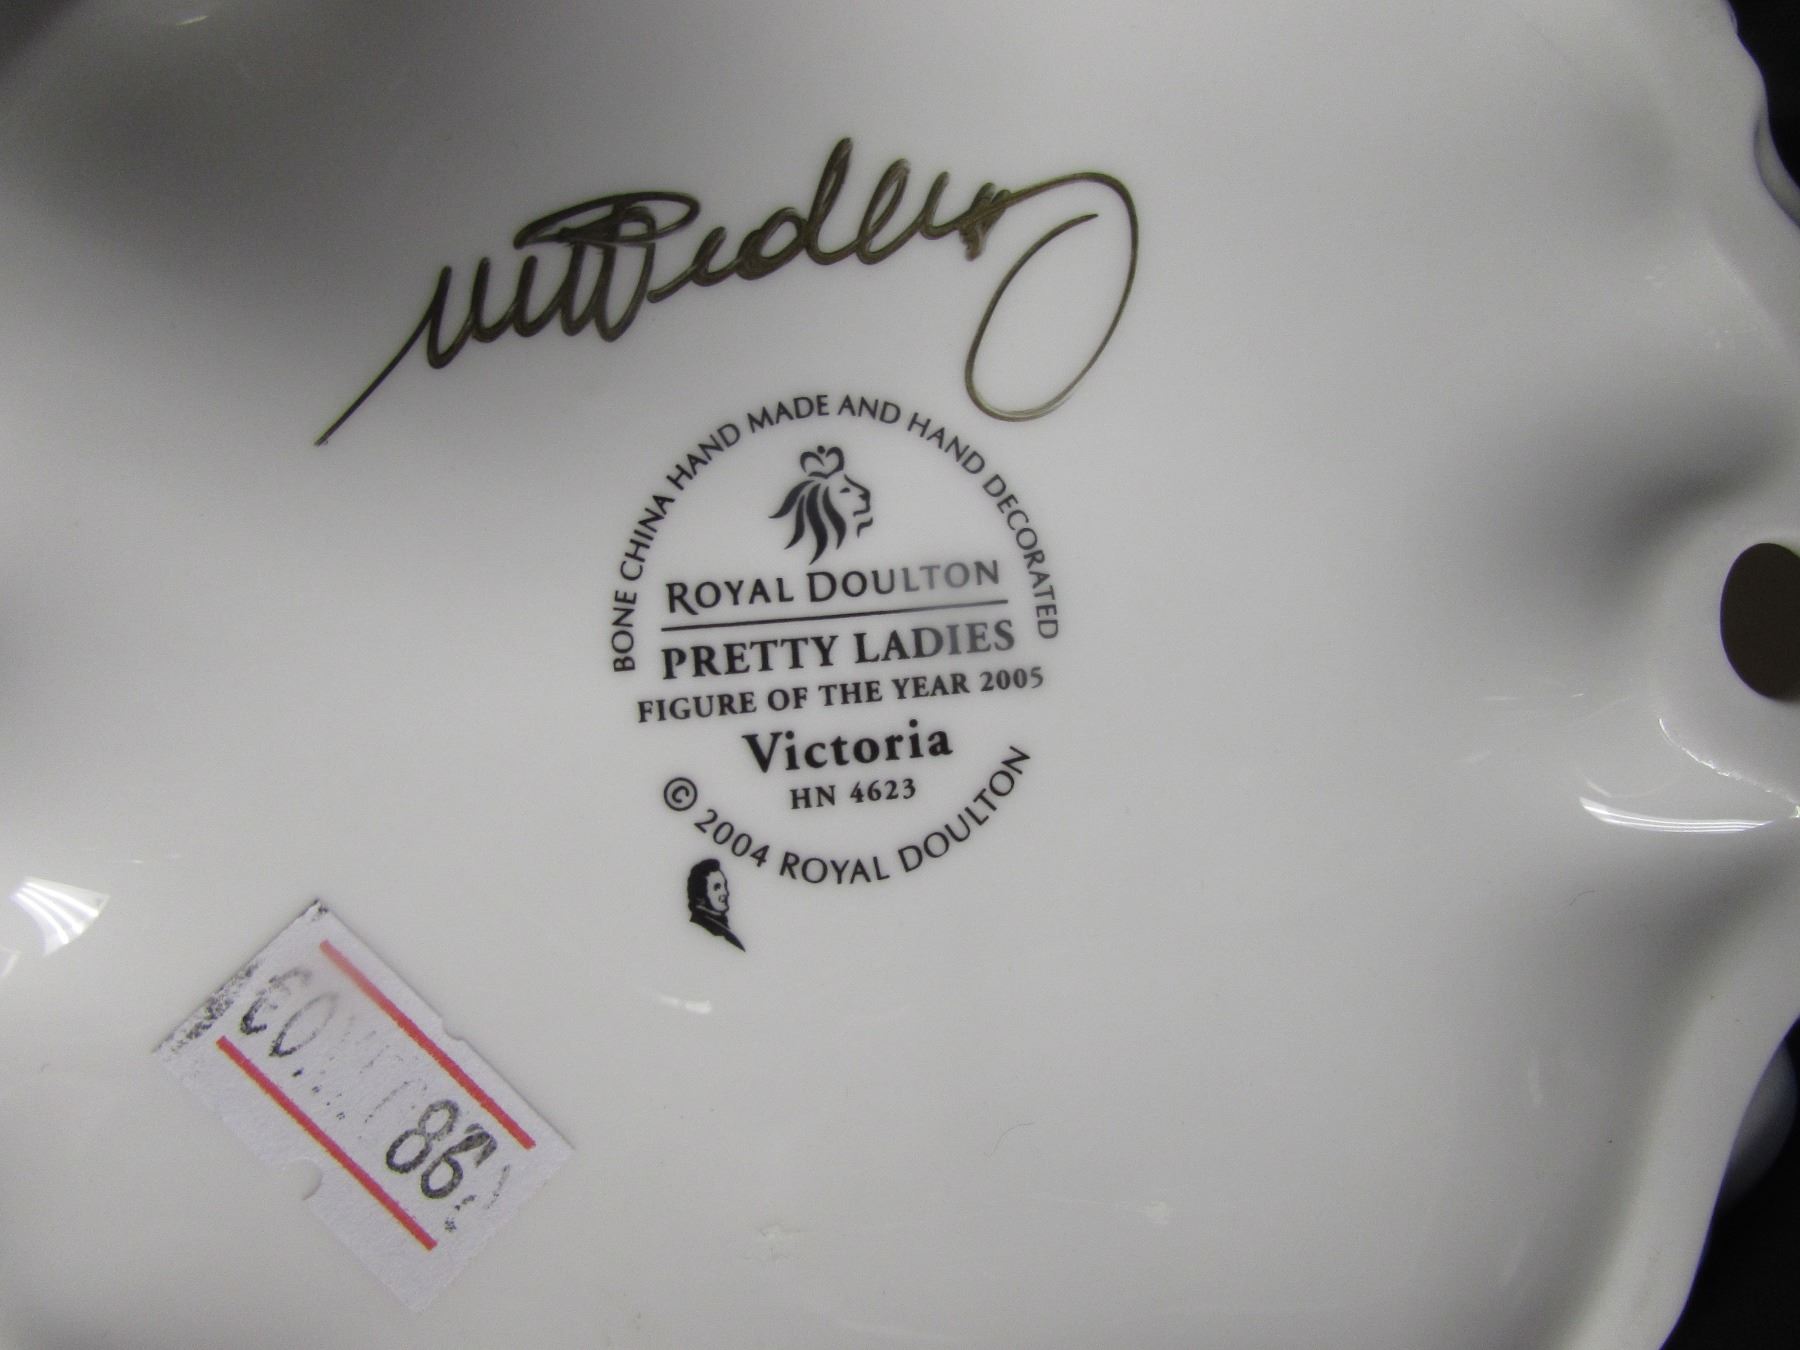 BONE CHINA HAND MADE AND HAND DECORATED
ROYAL DOULTON
PRETTY LADIES
FIGURE OF THE YEAR 2005
Victoria
HN 4623
© 2004 ROYAL DOULTON